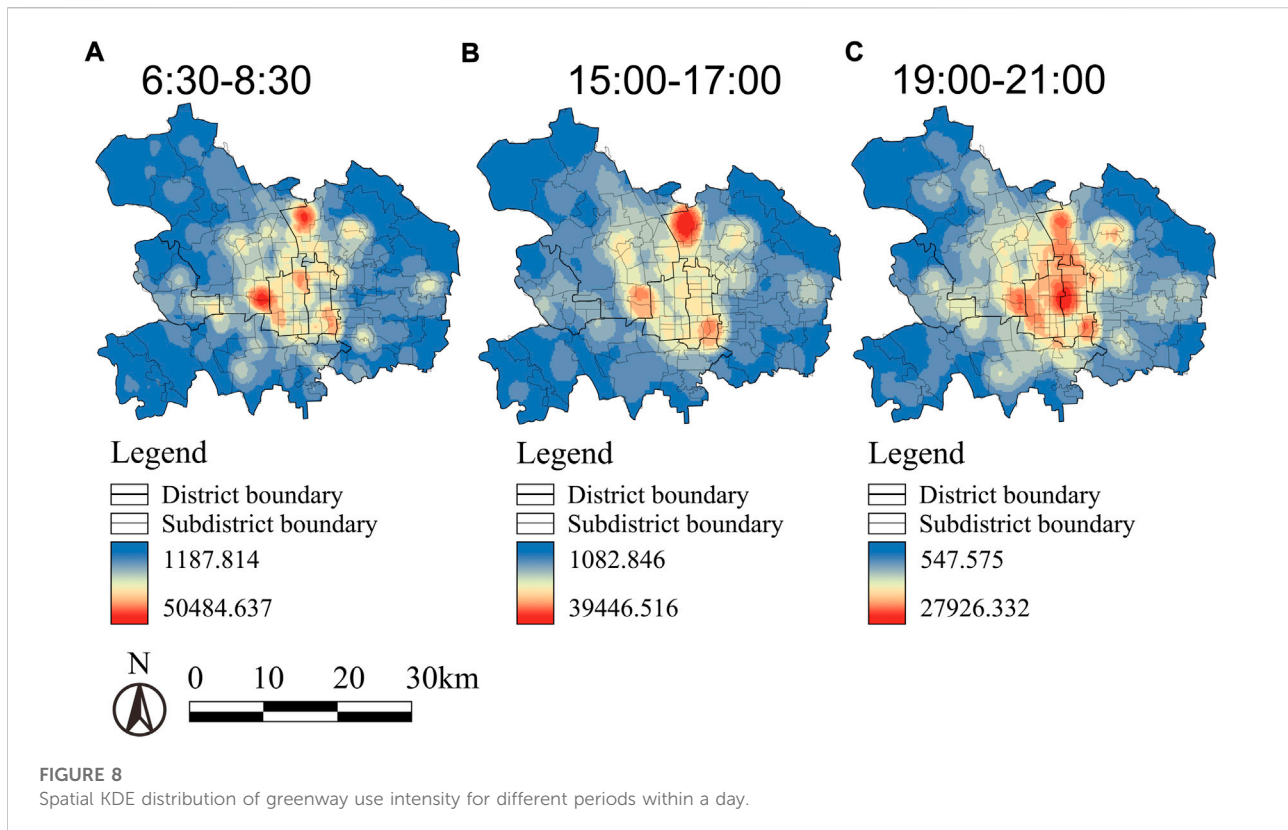 A
6:30-8:30
B
15:00-17:00
C
19:00-21:00
Legend
District boundary
Subdistrict boundary
1187.814
50484.637
Legend
District boundary
Subdistrict boundary
1082.846
39446.516
Legend
District boundary
Subdistrict boundary
547.575
27926.332
N
0 10 20 30km
FIGURE 8
Spatial KDE distribution of greenway use intensity for different periods within a day.